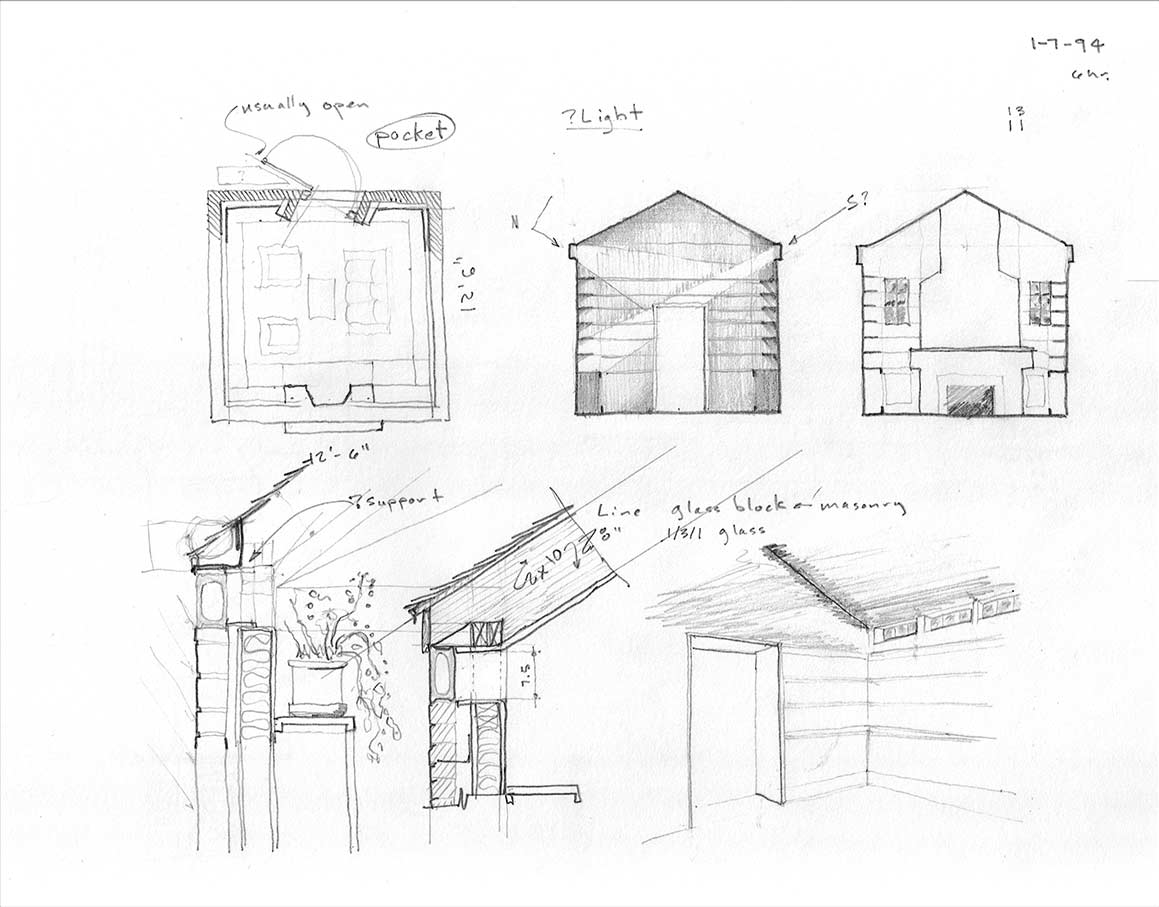 1-7-94
6hr.
usually open
pocket
? Light
13
11
?
N
S?
12'-6"
12'-6"
? support
Line glass block or masonry
1/3/1 glass
2x10
8"
7.5